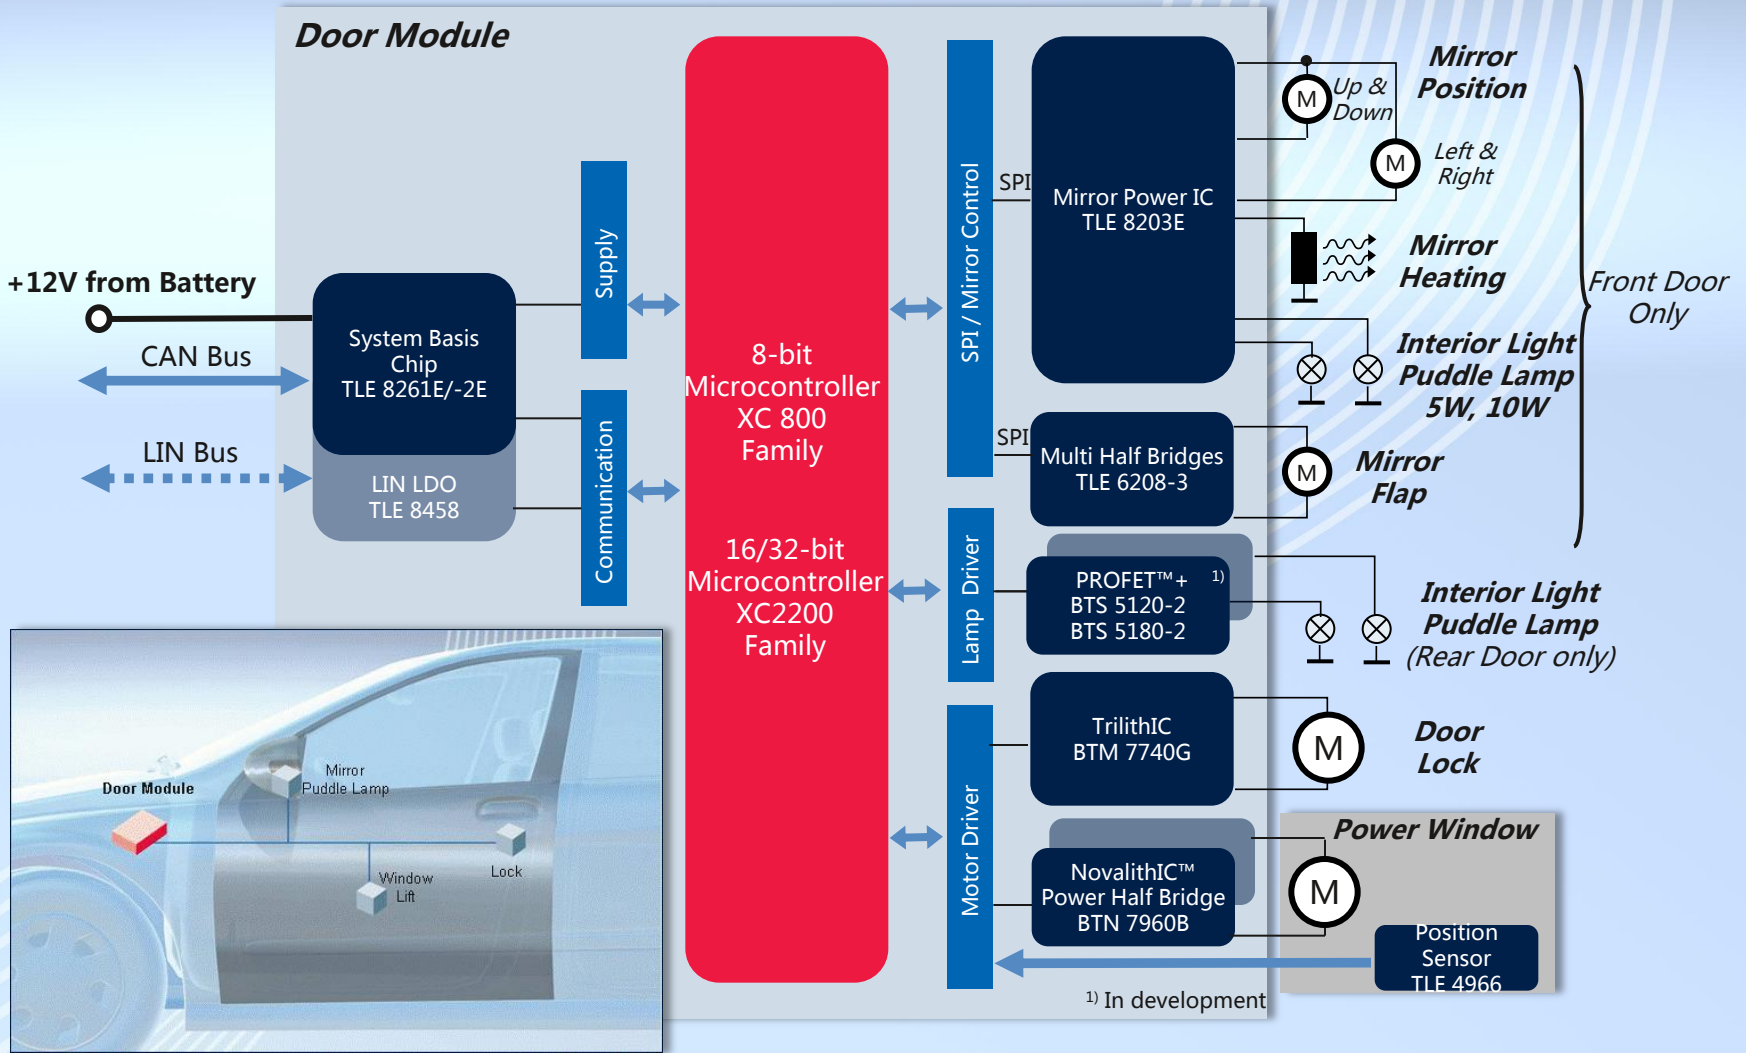 Door Module
+12V from Battery
CAN Bus
LIN Bus
System Basis
Chip
TLE 8261E/-2E
LIN LDO
TLE 8458
Supply
Communication
8-bit
Microcontroller
XC 800
Family
16/32-bit
Microcontroller
XC2200
Family
SPI / Mirror Control
Lamp Driver
Motor Driver
SPI
Mirror Power IC
TLE 8203E
SPI
Multi Half Bridges
TLE 6208-3
PROFET™+ 1)
BTS 5120-2
BTS 5180-2
TrilithIC
BTM 7740G
NovalithIC™
Power Half Bridge
BTN 7960B
1) In development
M
Up &
Down
Mirror
Position
M
Left &
Right
Mirror
Heating
Interior Light
Puddle Lamp
5W, 10W
Front Door
Only
M
Mirror
Flap
Interior Light
Puddle Lamp
(Rear Door only)
M
Door
Lock
Power Window
M
Position
Sensor
TLE 4966
Door Module
Mirror
Puddle Lamp
Window
Lift
Lock